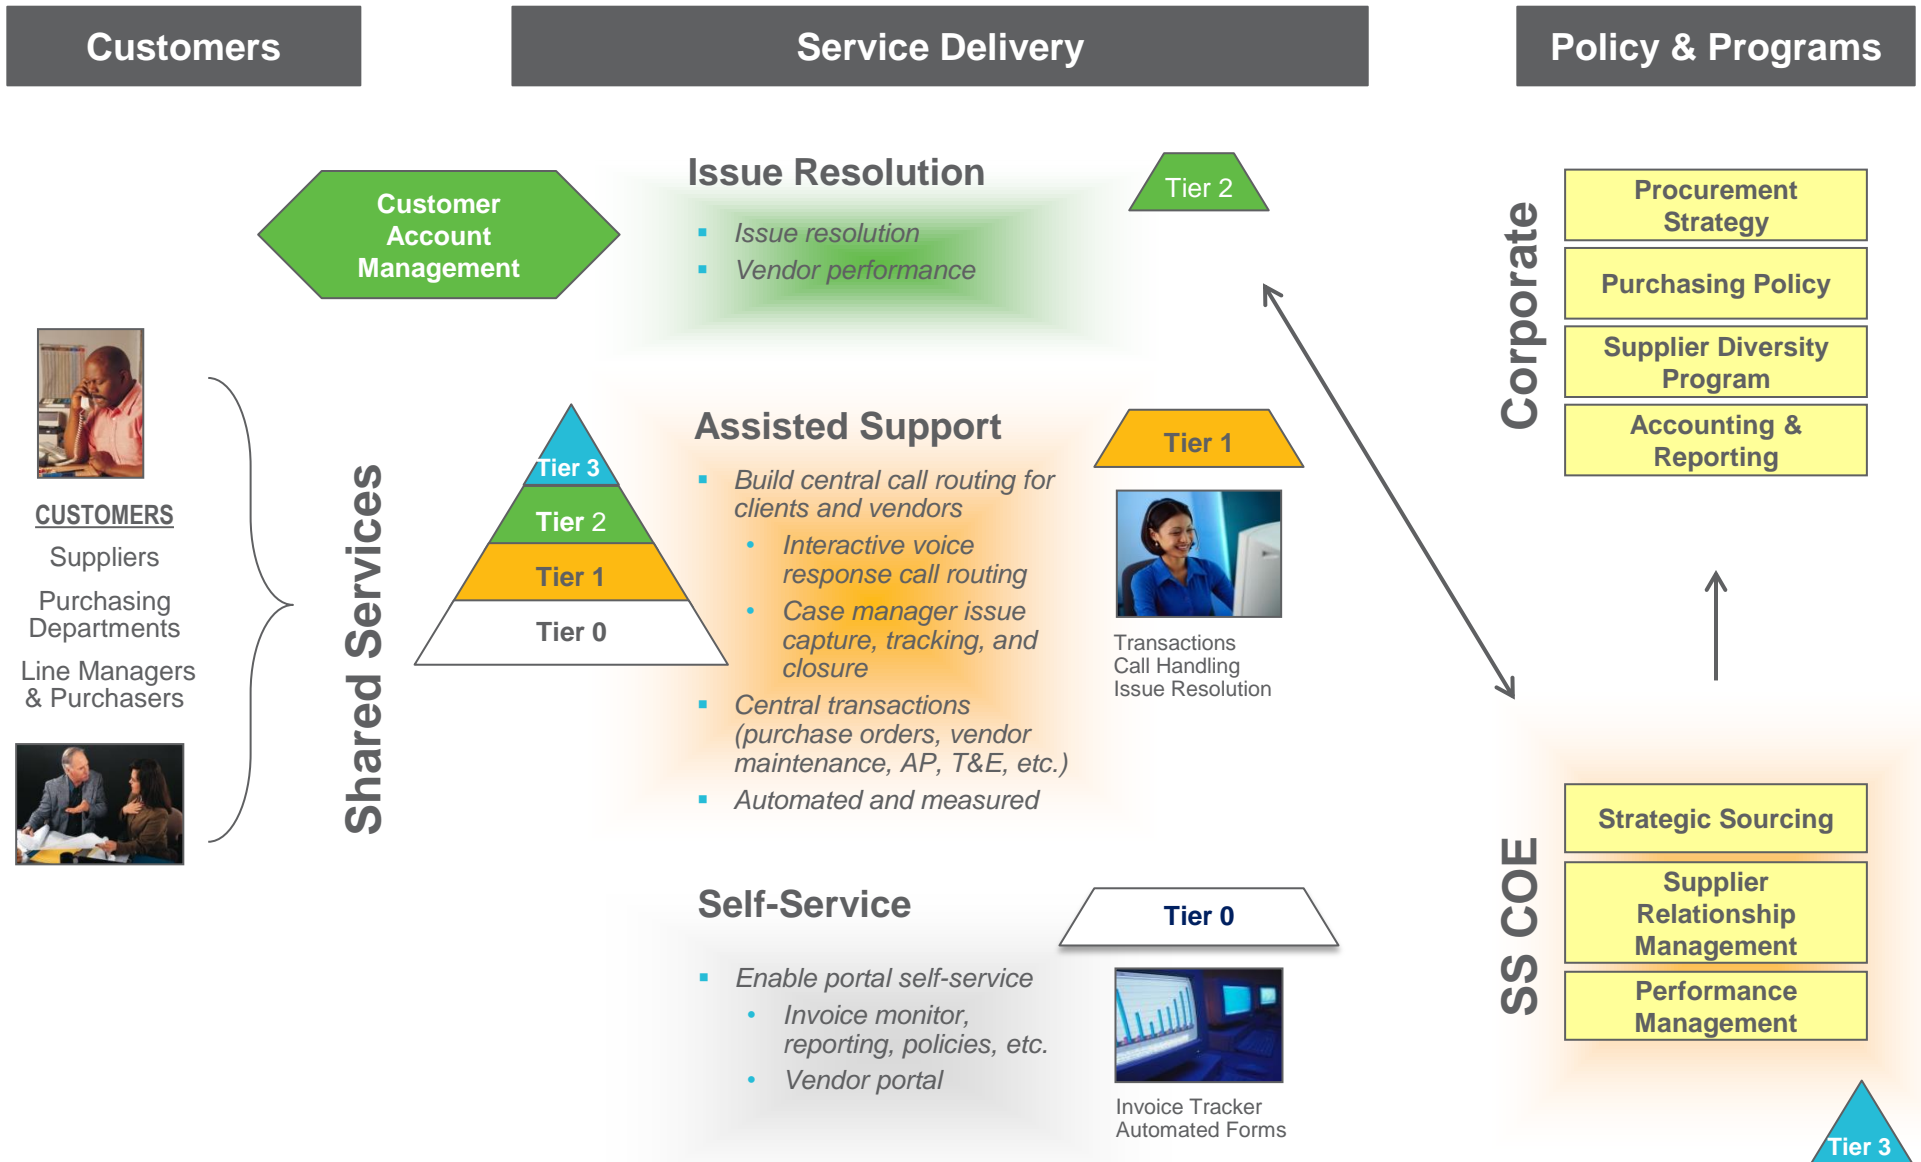 Customers
Service Delivery
Policy & Programs
Customer
Account
Management
Issue Resolution
Issue resolution
Vendor performance
Tier 2
CUSTOMERS
Suppliers
Purchasing
Departments
Line Managers
& Purchasers
Shared Services
Tier 3
Tier 2
Tier 1
Tier 0
Assisted Support
Build central call routing for
clients and vendors
Interactive voice
response call routing
Case manager issue
capture, tracking, and
closure
Central transactions
(purchase orders, vendor
maintenance, AP, T&E, etc.)
Automated and measured
Tier 1
Transactions
Call Handling
Issue Resolution
Self-Service
Enable portal self-service
Invoice monitor,
reporting, policies, etc.
Vendor portal
Tier 0
Invoice Tracker
Automated Forms
Corporate
Procurement
Strategy
Purchasing Policy
Supplier Diversity
Program
Accounting &
Reporting
SS COE
Strategic Sourcing
Supplier
Relationship
Management
Performance
Management
Tier 3